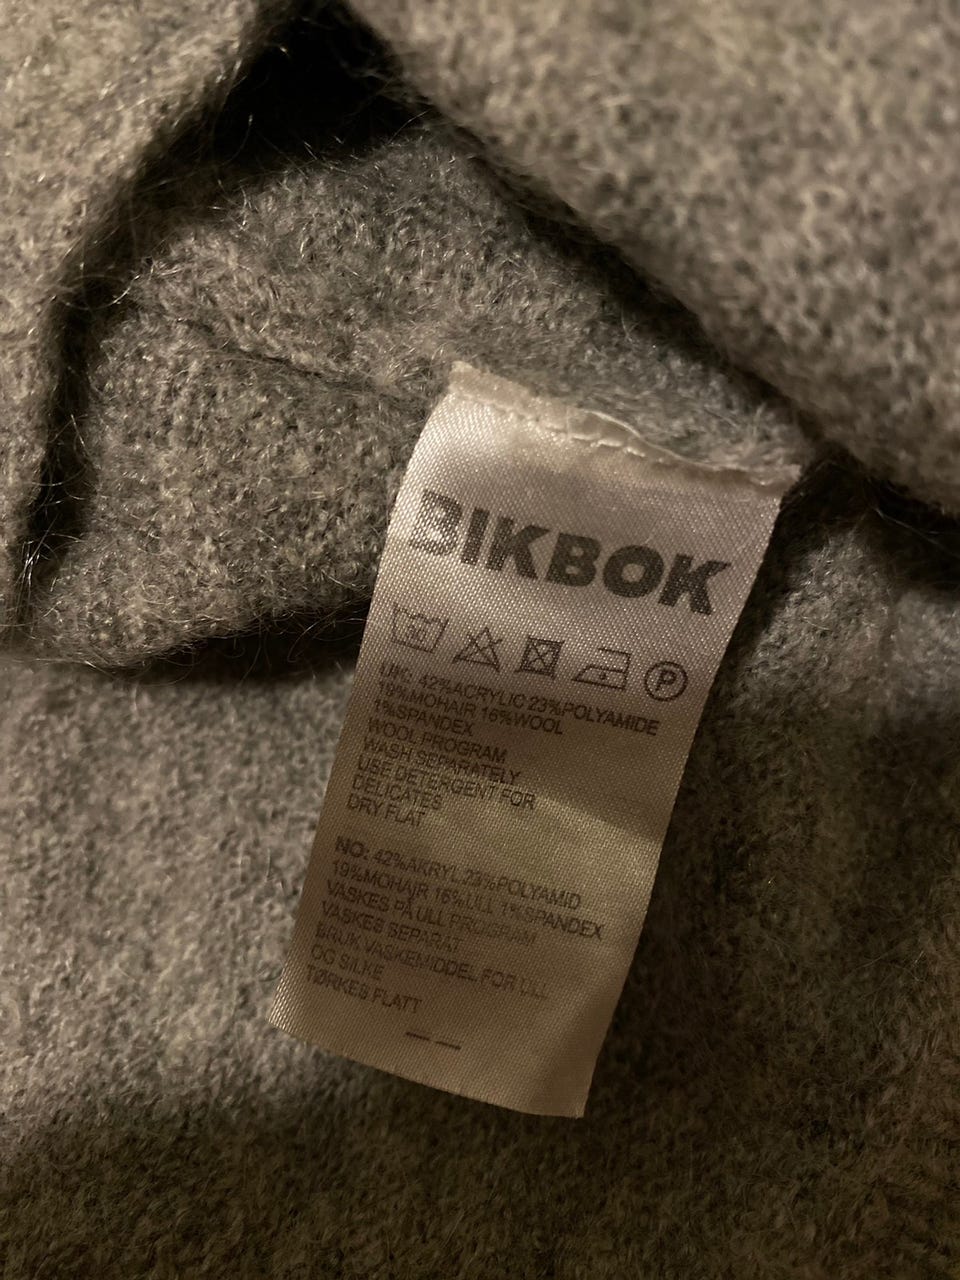 BIKBOK
P
UK: 42%ACRYLIC 23%POLYAMIDE
19%MOHAIR 16%WOOL
1%SPANDEX
WOOL PROGRAM
WASH SEPARATELY
USE DETERGENT FOR
DELICATES
DRY FLAT
NO: 42%AKRYL 23%POLYAMID
19%MOHAIR 16%ULL 1%SPANDEX
VASKES PÅ ULL PROGRAM
VASKES SEPARAT
BRUK VASKEMIDDEL FOR ULL
OG SILKE
TØRKES FLATT